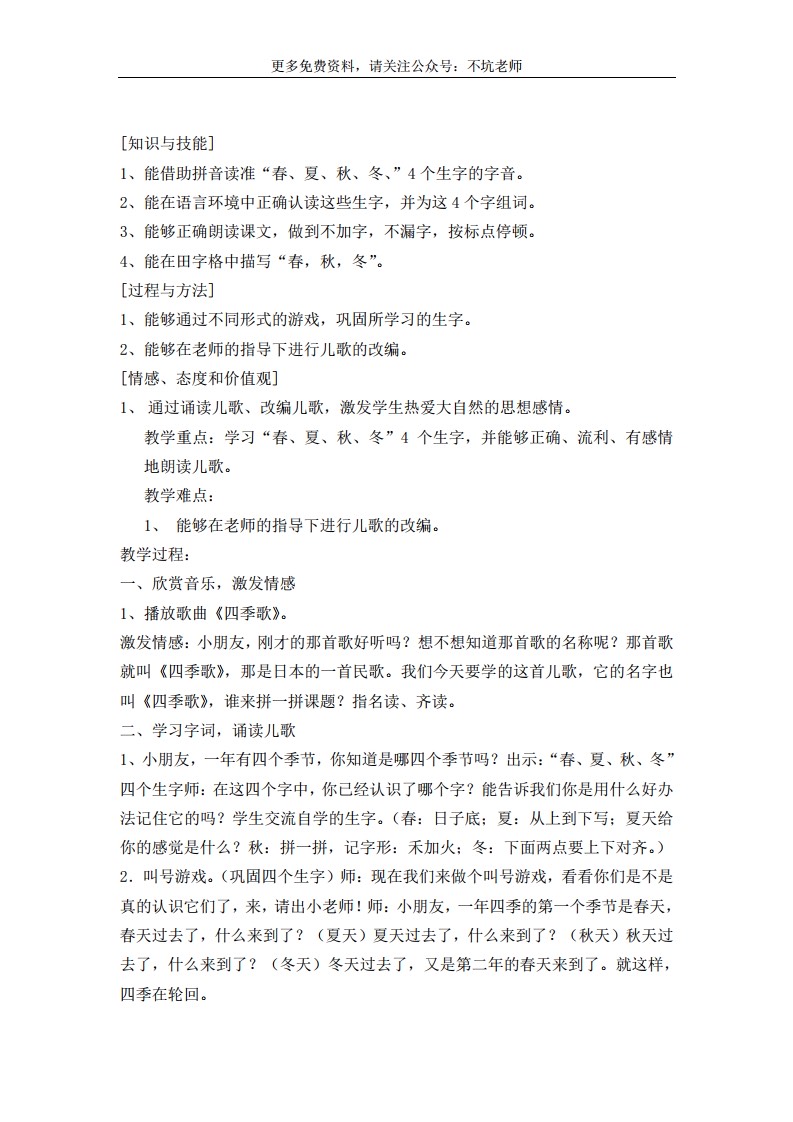 更多免费资料，请关注公众号：不坑老师
[知识与技能]
1、能借助拼音读准“春、夏、秋、冬、”4 个生字的字音。
2、能在语言环境中正确认读这些生字，并为这 4 个字组词。
3、能够正确朗读课文，做到不加字，不漏字，按标点停顿。
4、能在田字格中描写“春，秋，冬”。
[过程与方法]
1、能够通过不同形式的游戏，巩固所学习的生字。
2、能够在老师的指导下进行儿歌的改编。
[情感、态度和价值观]
1、 通过诵读儿歌、改编儿歌，激发学生热爱大自然的思想感情。
教学重点：学习“春、夏、秋、冬”4 个生字，并能够正确、流利、有感情
地朗读儿歌。
教学难点：
1、 能够在老师的指导下进行儿歌的改编。
教学过程：
一、欣赏音乐，激发情感
1、播放歌曲《四季歌》。
激发情感：小朋友，刚才的那首歌好听吗？想不想知道那首歌的名称呢？那首歌
就叫《四季歌》，那是日本的一首民歌。我们今天要学的这首儿歌，它的名字也
叫《四季歌》，谁来拼一拼课题？指名读、齐读。
二、学习字词，诵读儿歌
1、小朋友，一年有四个季节，你知道是哪四个季节吗？出示：“春、夏、秋、冬”
四个生字师：在这四个字中，你已经认识了哪个字？能告诉我们你是用什么好办
法记住它的吗？学生交流自学的生字。（春：日子底；夏：从上到下写；夏天给
你的感觉是什么？秋：拼一拼，记字形：禾加火；冬：下面两点要上下对齐。）
2．叫号游戏。（巩固四个生字）师：现在我们来做个叫号游戏，看看你们是不是
真的认识它们了，来，请出小老师！师：小朋友，一年四季的第一个季节是春天，
春天过去了，什么来到了？（夏天）夏天过去了，什么来到了？（秋天）秋天过
去了，什么来到了？（冬天）冬天过去了，又是第二年的春天来到了。就这样，
四季在轮回。